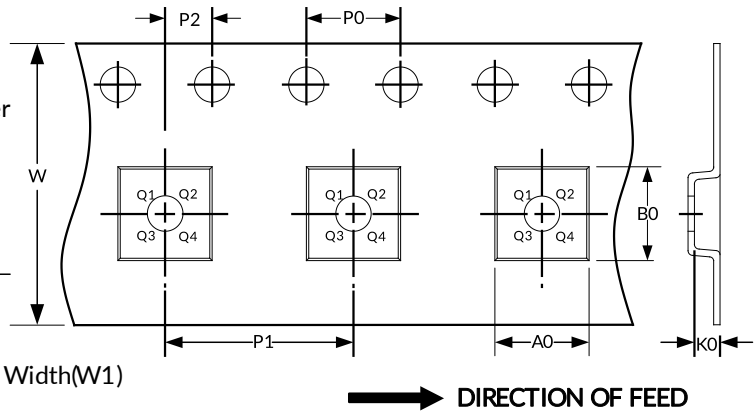 P2 P0
er
W
Q1 Q2 Q1 Q2 Q1 Q2
B0
Q3 Q4 Q3 Q4 Q3 Q4
P1 A0 K0
Width(W1)
DIRECTION OF FEED